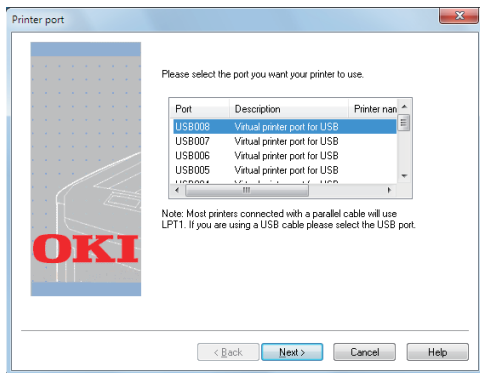 Printer port
Please select the port you want your printer to use.
Port Description Printer nan
USB008 Virtual printer port for USB
USB007 Virtual printer port for USB
USB006 Virtual printer port for USB
USB005 Virtual printer port for USB
Note: Most printers connected with a parallel cable will use
LPT1. If you are using a USB cable please select the USB port.
OKI
< Back Next > Cancel Help